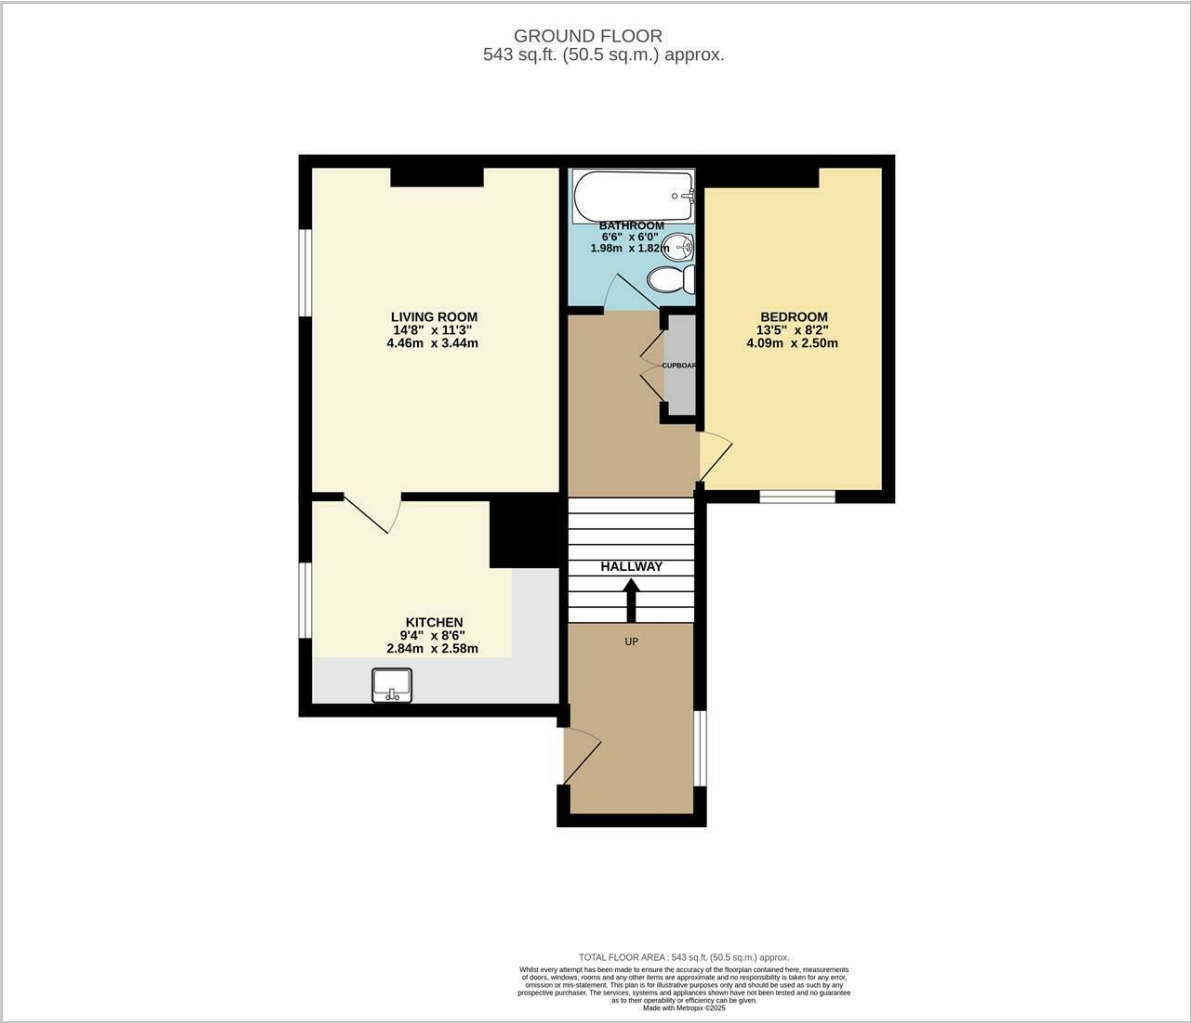 GROUND FLOOR
543 sq.ft. (50.5 sq.m.) approx.
BATHROOM
6'6" x 6'0"
1.98m x 1.82m
LIVING ROOM
14'8" x 11'3"
4.46m x 3.44m
BEDROOM
13'5" x 8'2"
4.09m x 2.50m
CUPBOAR
HALLWAY
KITCHEN
9'4" x 8'6"
2.84m x 2.58m
UP
TOTAL FLOOR AREA : 543 sq.ft. (50.5 sq.m.) approx.
Whilst every attempt has been made to ensure the accuracy of the floorplan contained here, measurements
of doors, windows, rooms and any other items are approximate and no responsibility is taken for any error,
omission or mis-statement. This plan is for illustrative purposes only and should be used as such by any
prospective purchaser. The services, systems and appliances shown have not been tested and no guarantee
as to their operability or efficiency can be given.
Made with Metropix ©2025